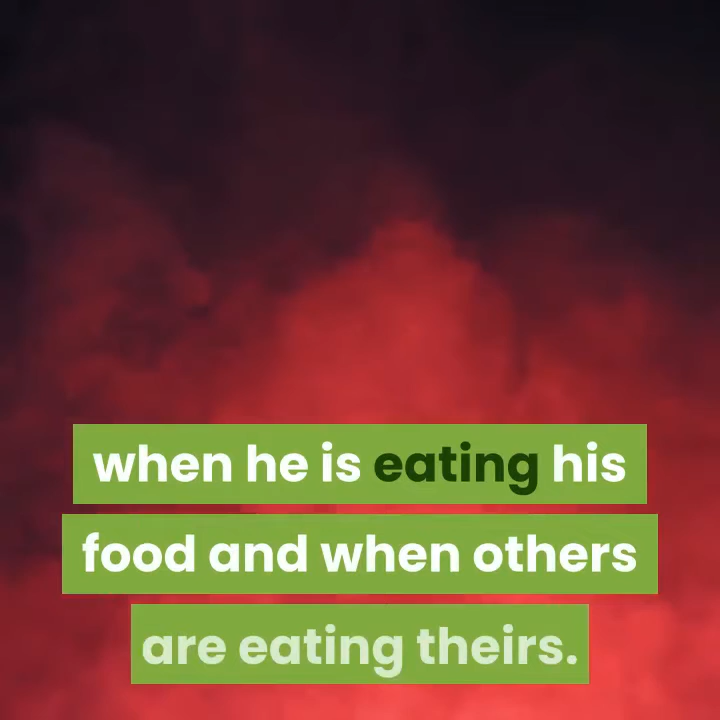 when he is eating his
food and when others
are eating theirs.